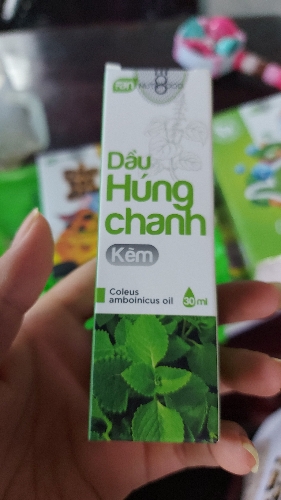 Dầu
Húng
chanh
Kẽm
Coleus
amboinicus oil
30 ml